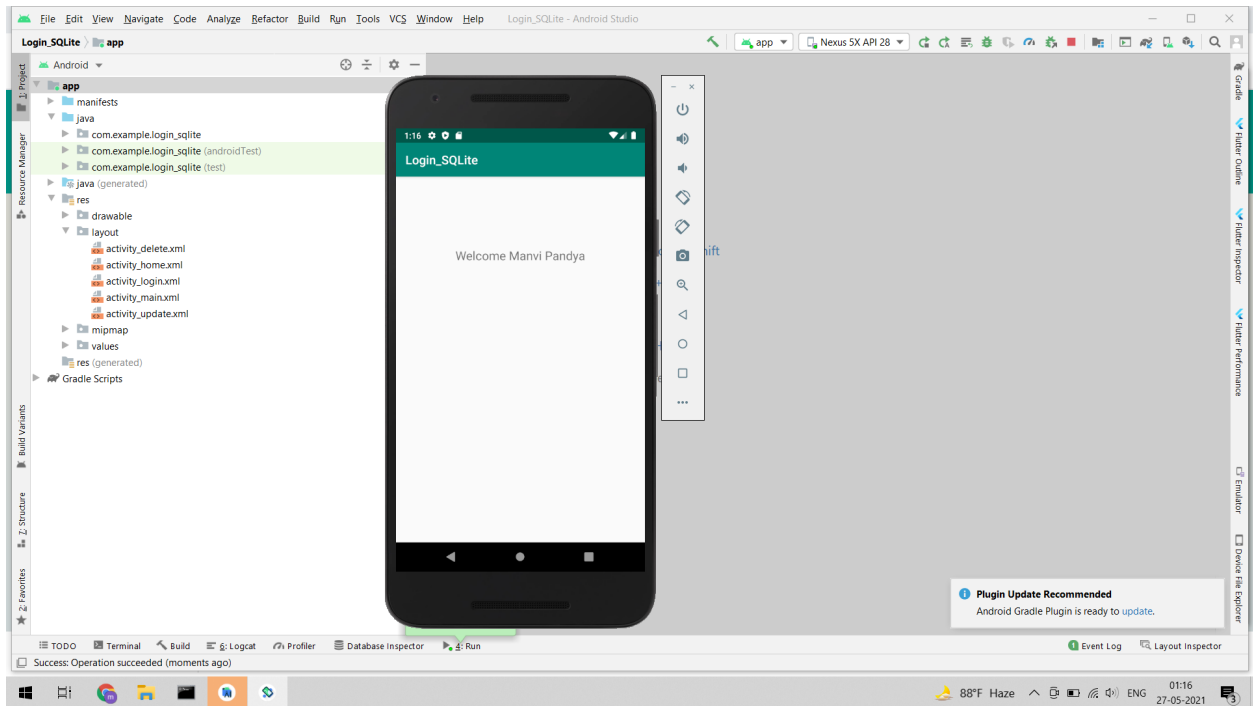 File Edit View Navigate Code Analyze Refactor Build Run Tools VCS Window Help Login_SQLite - Android Studio
Login_SQLite app
app
Nexus 5X API 28
Android
app
manifests
java
com.example.login_sqlite
com.example.login_sqlite (androidTest)
com.example.login_sqlite (test)
java (generated)
res
drawable
layout
activity_delete.xml
activity_home.xml
activity_login.xml
activity_main.xml
activity_update.xml
mipmap
values
res (generated)
Gradle Scripts
1: Project
Resource Manager
Build Variants
Z: Structure
2: Favorites
1:16
Login_SQLite
Welcome Manvi Pandya
ift
Gradle
Flutter Outline
Flutter Inspector
Flutter Performance
Emulator
Device File Explorer
Plugin Update Recommended
Android Gradle Plugin is ready to update.
TODO Terminal Build 6: Logcat Profiler Database Inspector 4: Run
1 Event Log Layout Inspector
Success: Operation succeeded (moments ago)
88°F Haze
ENG
01:16
27-05-2021
3